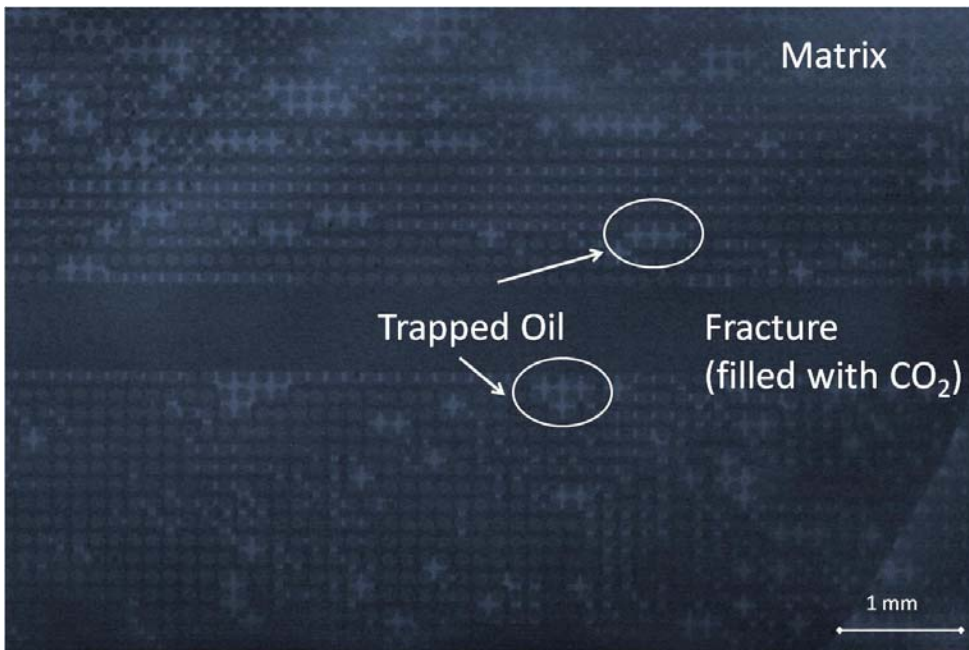 Matrix
Trapped Oil
Fracture
(filled with CO₂)
1 mm